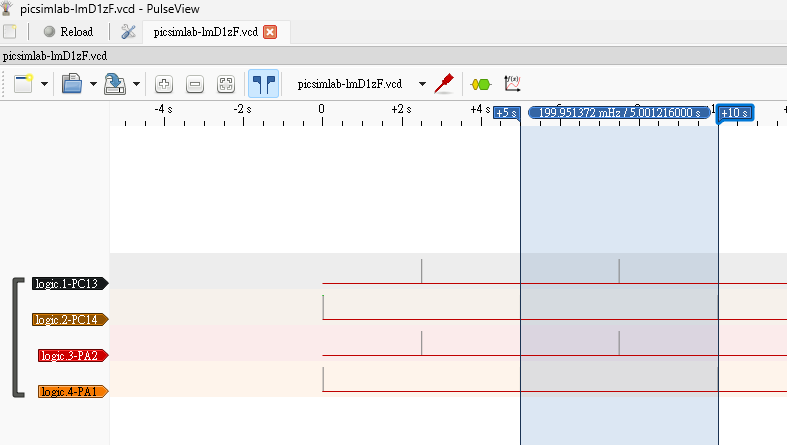 picsimlab-lmD1zF.vcd - PulseView
Reload picsimlab-lmD1zF.vcd
picsimlab-lmD1zF.vcd
picsimlab-lmD1zF.vcd
-4 s -2 s 0 +2 s +4 s +5 s 199.951372 mHz / 5.001216000 s +10 s
logic.1-PC13
logic.2-PC14
logic.3-PA2
logic.4-PA1